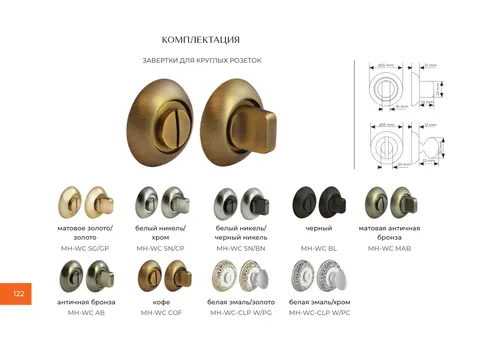 КОМПЛЕКТАЦИЯ
ЗАВЕРТКИ ДЛЯ КРУГЛЫХ РОЗЕТОК
матовое золото/
золото
MH-WC SG/GP
белый никель/
хром
MH-WC SN/CP
белый никель/
черный никель
MH-WC SN/BN
черный
MH-WC BL
матовая античная
бронза
MH-WC MAB
122
античная бронза
MH-WC AB
кофе
MH-WC COF
белая эмаль/золото
MH-WC-CLP W/PG
белая эмаль/хром
MH-WC-CLP W/PC